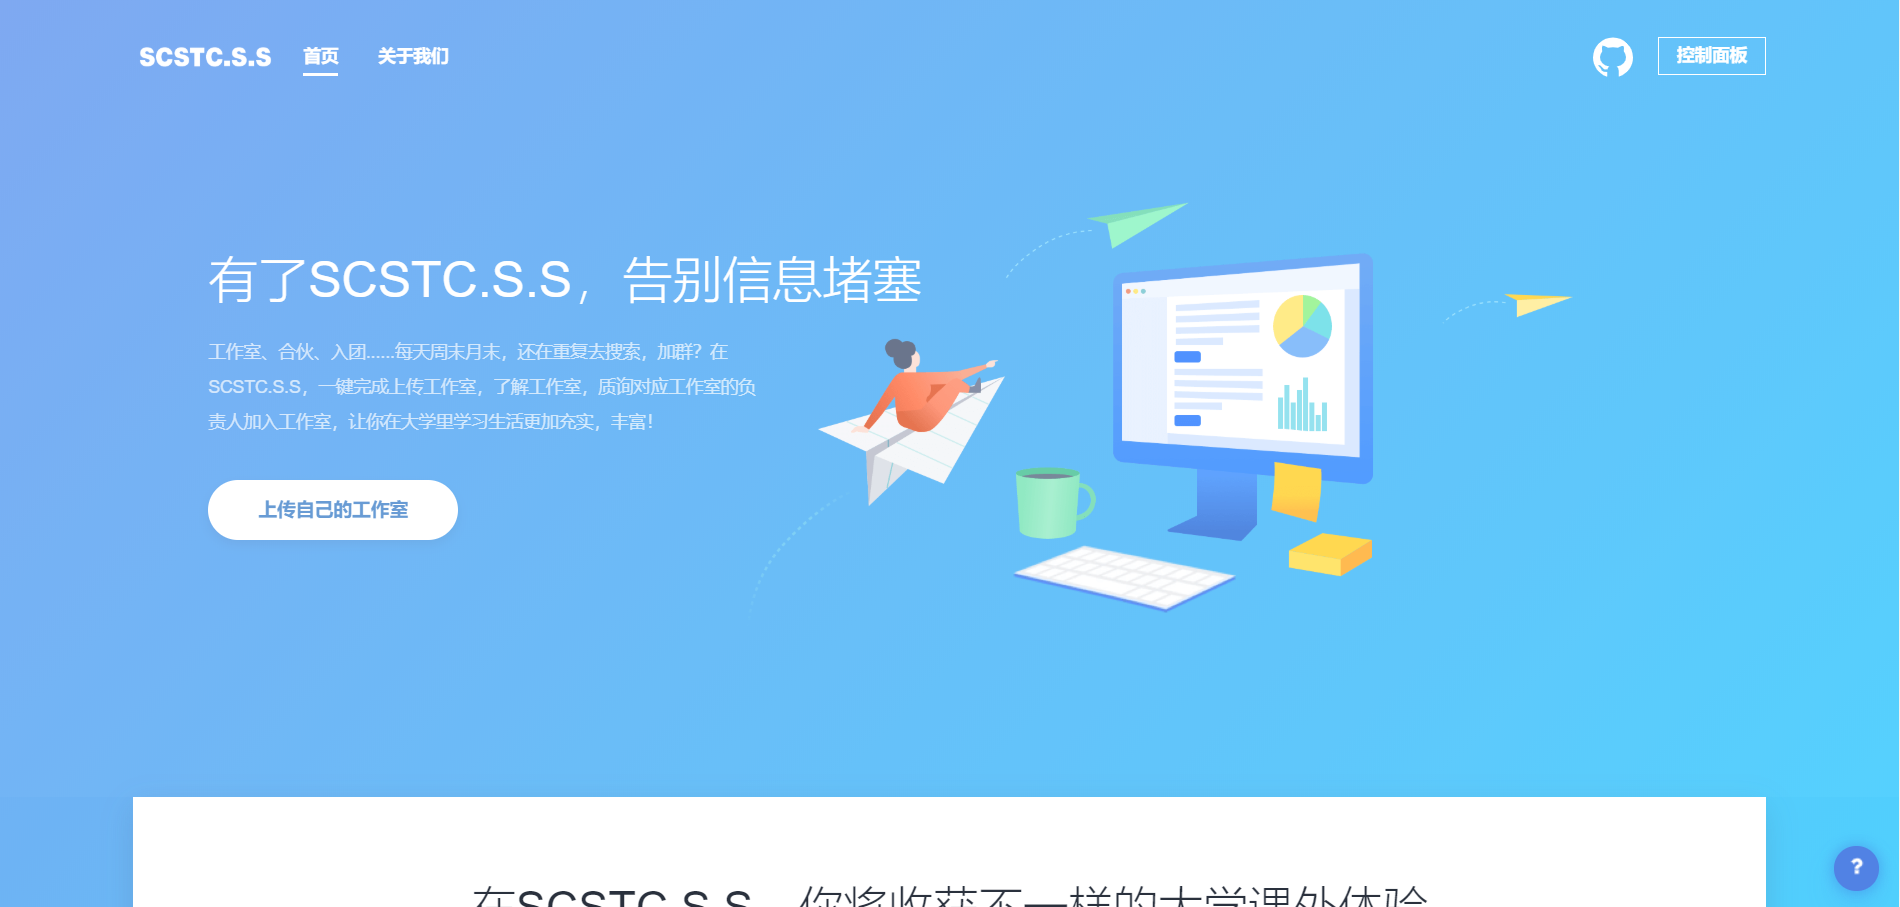 SCSTC.S.S 首页 关于我们 控制面板
有了SCSTC.S.S，告别信息堵塞
工作室、合伙、入团......每天周末月末，还在重复去搜索，加群？在
SCSTC.S.S，一键完成上传工作室，了解工作室，质询对应工作室的负
责人加入工作室，让你在大学里学习生活更加充实，丰富！
上传自己的工作室
?
在SCSTC.S.S，你将收获不一样的大学课外体验